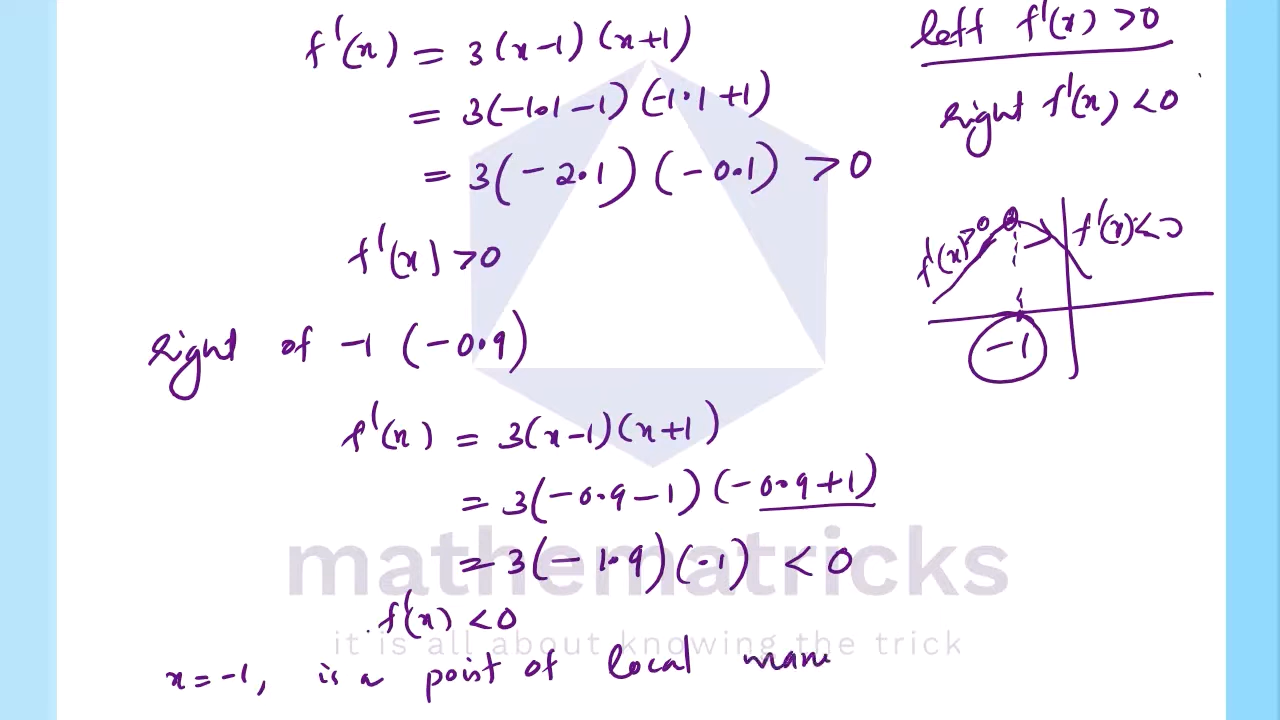 f'(x) = 3(x-1)(x+1)
= 3(-1.1-1)(-1.1+1)
= 3(-2.1)(-0.1) >0
f'(x) >0
right of -1 (-0.9)
f'(x) = 3(x-1)(x+1)
= 3(-0.9-1)(-0.9+1)
= 3(-1.9)(.1) <0
f'(x) <0
x=-1, is a point of local
left f'(x) >0
right f'(x) <0
f'(x)>0
f'(x)<0
-1
mathematricks
it is all about knowing the trick